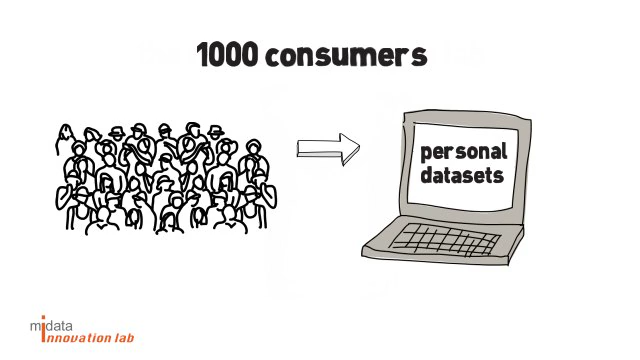 1000 consumers
personal
datasets
midata
innovation lab